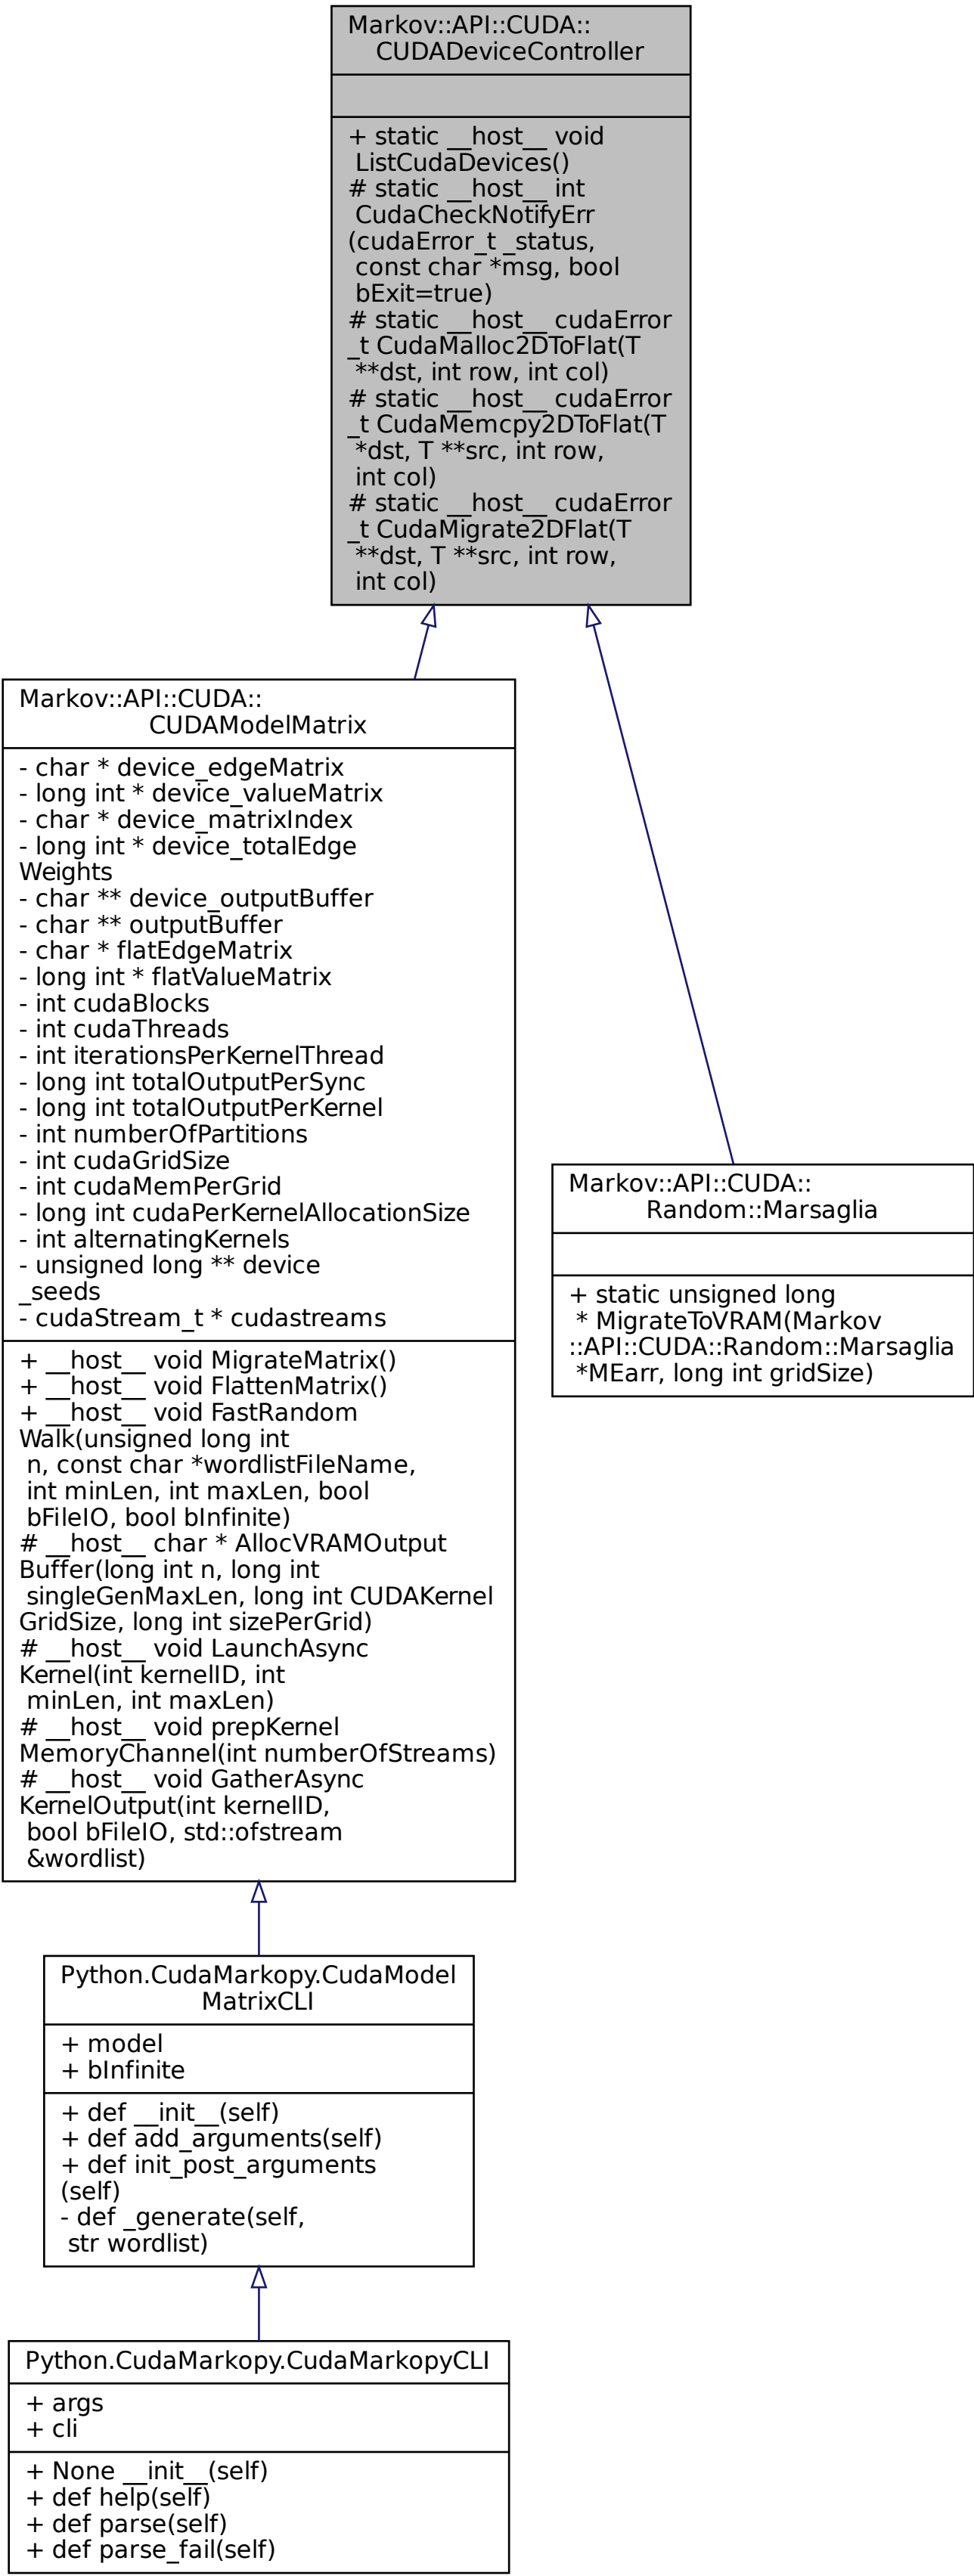 Markov::API::CUDA::
CUDADeviceController
+ static __host__ void
ListCudaDevices()
# static __host__ int
CudaCheckNotifyErr
(cudaError_t _status,
const char *msg, bool
bExit=true)
# static __host__ cudaError
_t CudaMalloc2DToFlat(T
**dst, int row, int col)
# static __host__ cudaError
_t CudaMemcpy2DToFlat(T
*dst, T **src, int row,
int col)
# static __host__ cudaError
_t CudaMigrate2DFlat(T
**dst, T **src, int row,
int col)
Markov::API::CUDA::
CUDAModelMatrix
- char * device_edgeMatrix
- long int * device_valueMatrix
- char * device_matrixIndex
- long int * device_totalEdge
Weights
- char ** device_outputBuffer
- char ** outputBuffer
- char * flatEdgeMatrix
- long int * flatValueMatrix
- int cudaBlocks
- int cudaThreads
- int iterationsPerKernelThread
- long int totalOutputPerSync
- long int totalOutputPerKernel
- int numberOfPartitions
- int cudaGridSize
- int cudaMemPerGrid
- long int cudaPerKernelAllocationSize
- int alternatingKernels
- unsigned long ** device
_seeds
- cudaStream_t * cudastreams
+ __host__ void MigrateMatrix()
+ __host__ void FlattenMatrix()
+ __host__ void FastRandom
Walk(unsigned long int
n, const char *wordlistFileName,
int minLen, int maxLen, bool
bFileIO, bool bInfinite)
# __host__ char * AllocVRAMOutput
Buffer(long int n, long int
singleGenMaxLen, long int CUDAKernel
GridSize, long int sizePerGrid)
# __host__ void LaunchAsync
Kernel(int kernelID, int
minLen, int maxLen)
# __host__ void prepKernel
MemoryChannel(int numberOfStreams)
# __host__ void GatherAsync
KernelOutput(int kernelID,
bool bFileIO, std::ofstream
&wordlist)
Markov::API::CUDA::
Random::Marsaglia
+ static unsigned long
* MigrateToVRAM(Markov
::API::CUDA::Random::Marsaglia
*MEarr, long int gridSize)
Python.CudaMarkopy.CudaModel
MatrixCLI
+ model
+ bInfinite
+ def __init__(self)
+ def add_arguments(self)
+ def init_post_arguments
(self)
- def _generate(self,
str wordlist)
Python.CudaMarkopy.CudaMarkopyCLI
+ args
+ cli
+ None __init__(self)
+ def help(self)
+ def parse(self)
+ def parse_fail(self)